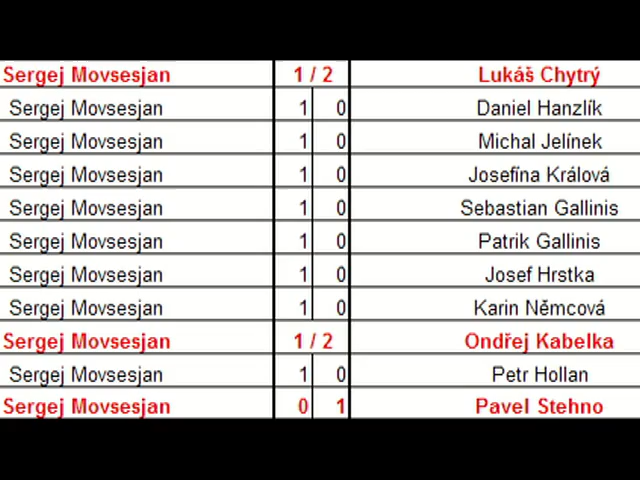 Sergej Movsesjan 1 / 2 Lukáš Chytrý
Sergej Movsesjan 1 0 Daniel Hanzlík
Sergej Movsesjan 1 0 Michal Jelínek
Sergej Movsesjan 1 0 Josefína Králová
Sergej Movsesjan 1 0 Sebastian Gallinis
Sergej Movsesjan 1 0 Patrik Gallinis
Sergej Movsesjan 1 0 Josef Hrstka
Sergej Movsesjan 1 0 Karin Němcová
Sergej Movsesjan 1 / 2 Ondřej Kabelka
Sergej Movsesjan 1 0 Petr Hollan
Sergej Movsesjan 0 1 Pavel Stehno